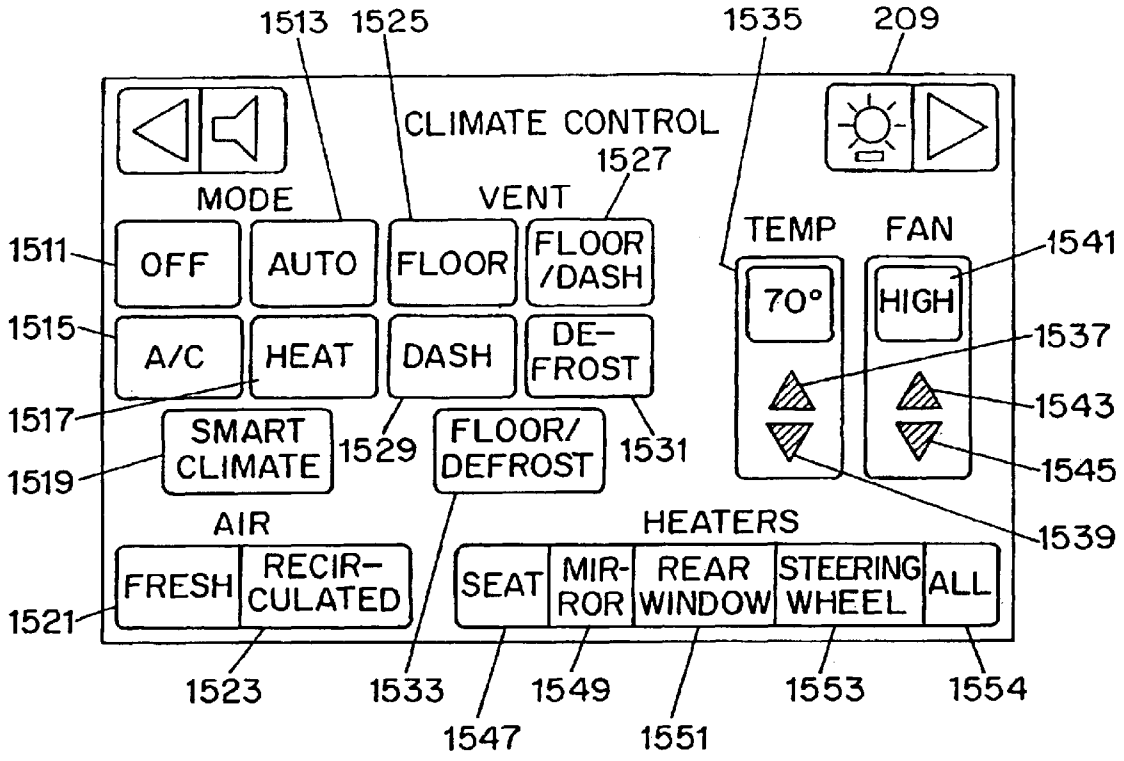 1513 1525 1535 209
CLIMATE CONTROL
1527
MODE VENT
TEMP FAN
1511 OFF AUTO FLOOR FLOOR
/DASH
70° HIGH 1541
1515 A/C HEAT DASH DE-
FROST
1537
1517
1543
1519 SMART
CLIMATE
1529 FLOOR/
DEFROST
1531
1545
1539
AIR HEATERS
1521 FRESH RECIR-
CULATED
SEAT MIR-
ROR
REAR
WINDOW
STEERING
WHEEL
ALL
1523 1533 1549 1553 1554
1547 1551